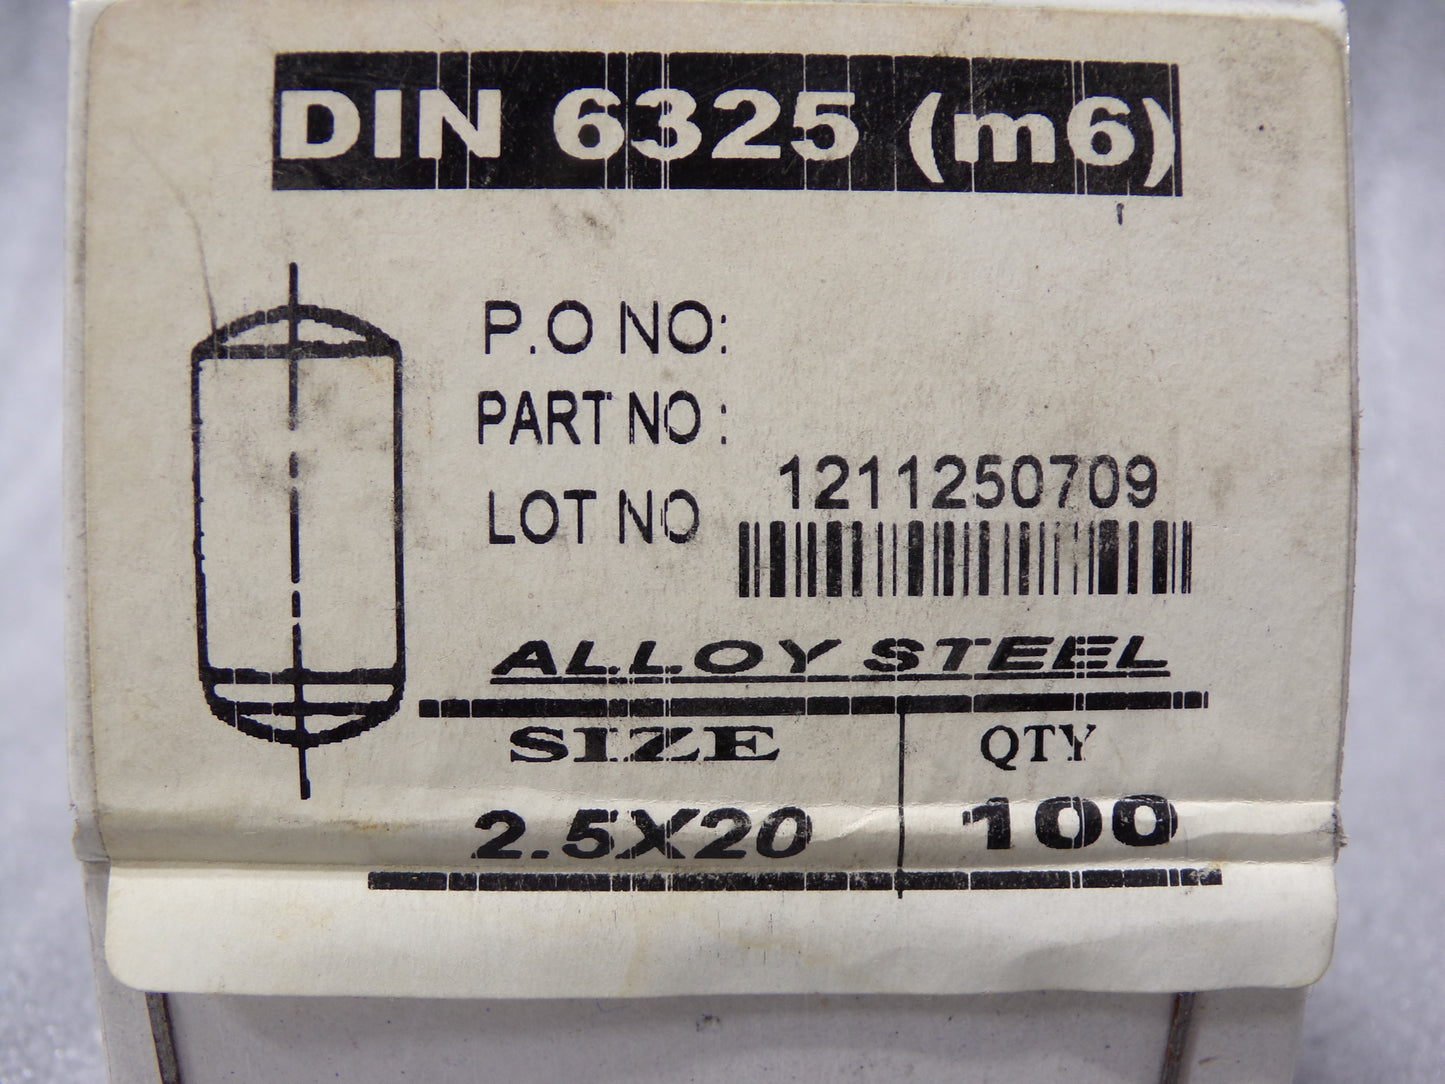 DIN 6325 (m6)
P.O NO:
PART NO :
1211250709
LOT NO
ALLOY STEEL
SIZE QTY
2.5X20 100